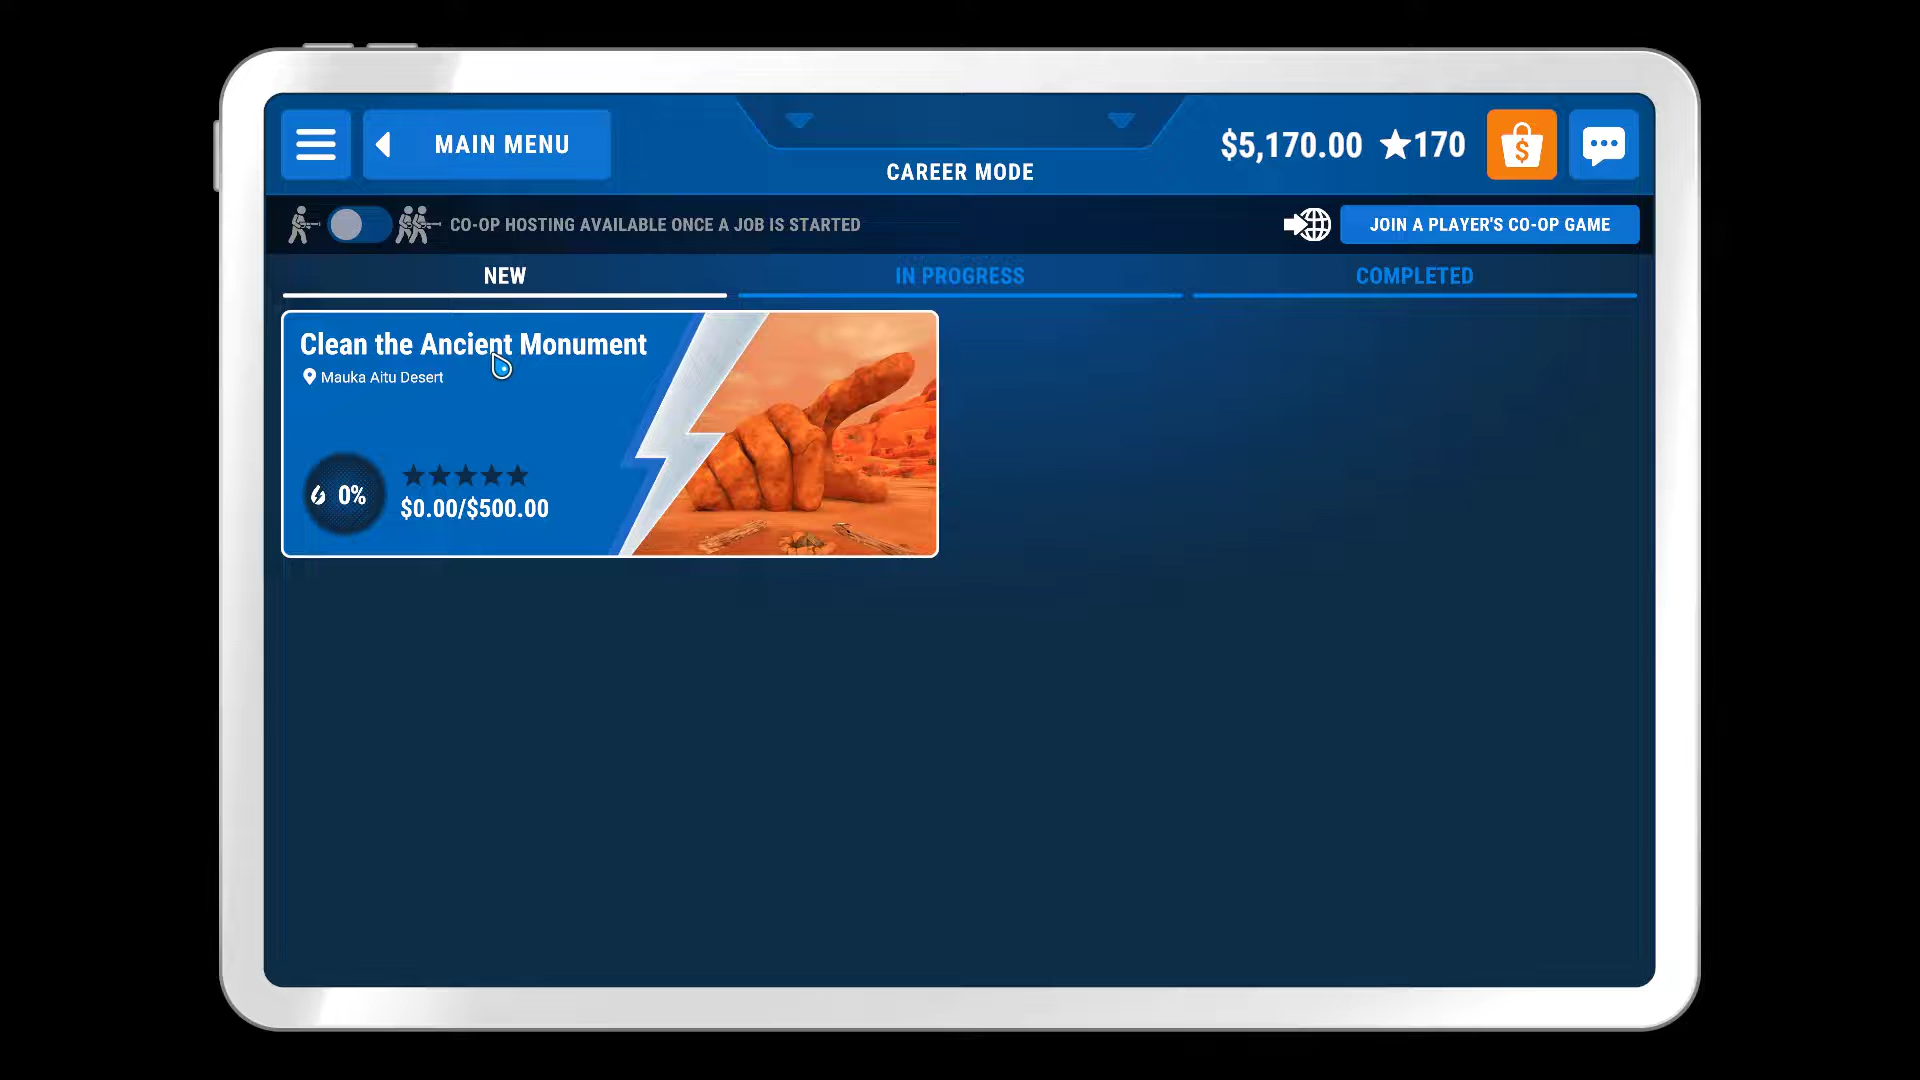 MAIN MENU
CAREER MODE
$5,170.00 ★170
CO-OP HOSTING AVAILABLE ONCE A JOB IS STARTED
JOIN A PLAYER'S CO-OP GAME
NEW
IN PROGRESS
COMPLETED
Clean the Ancient Monument
Mauka Aitu Desert
0%
$0.00/$500.00